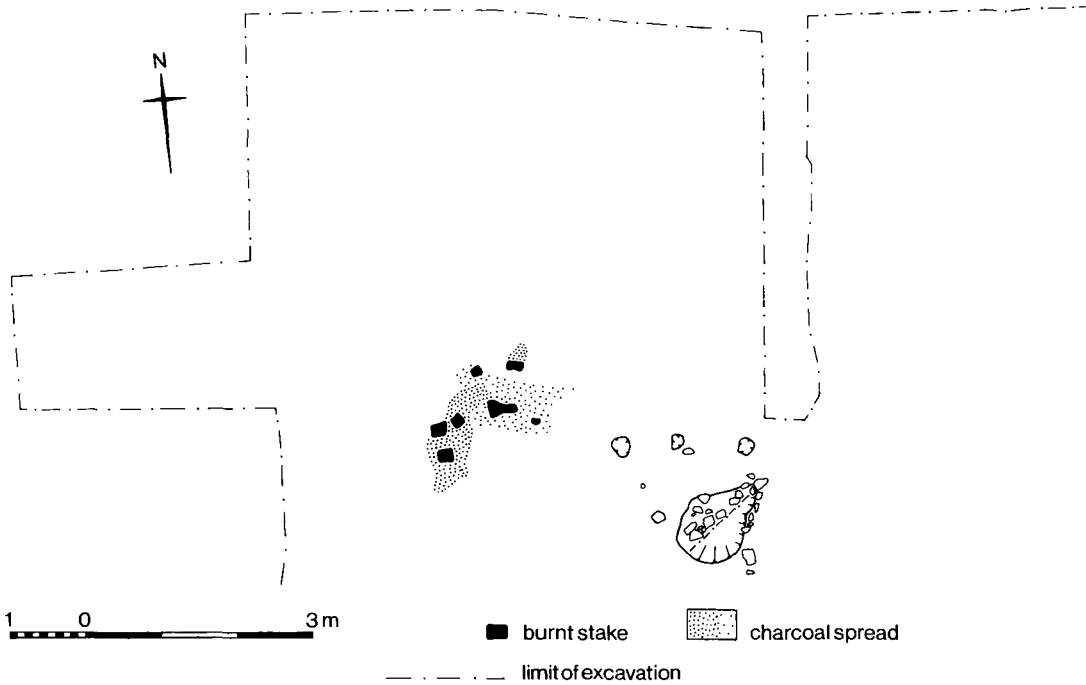 N
1 0 3 m
burnt stake
charcoal spread
limit of excavation